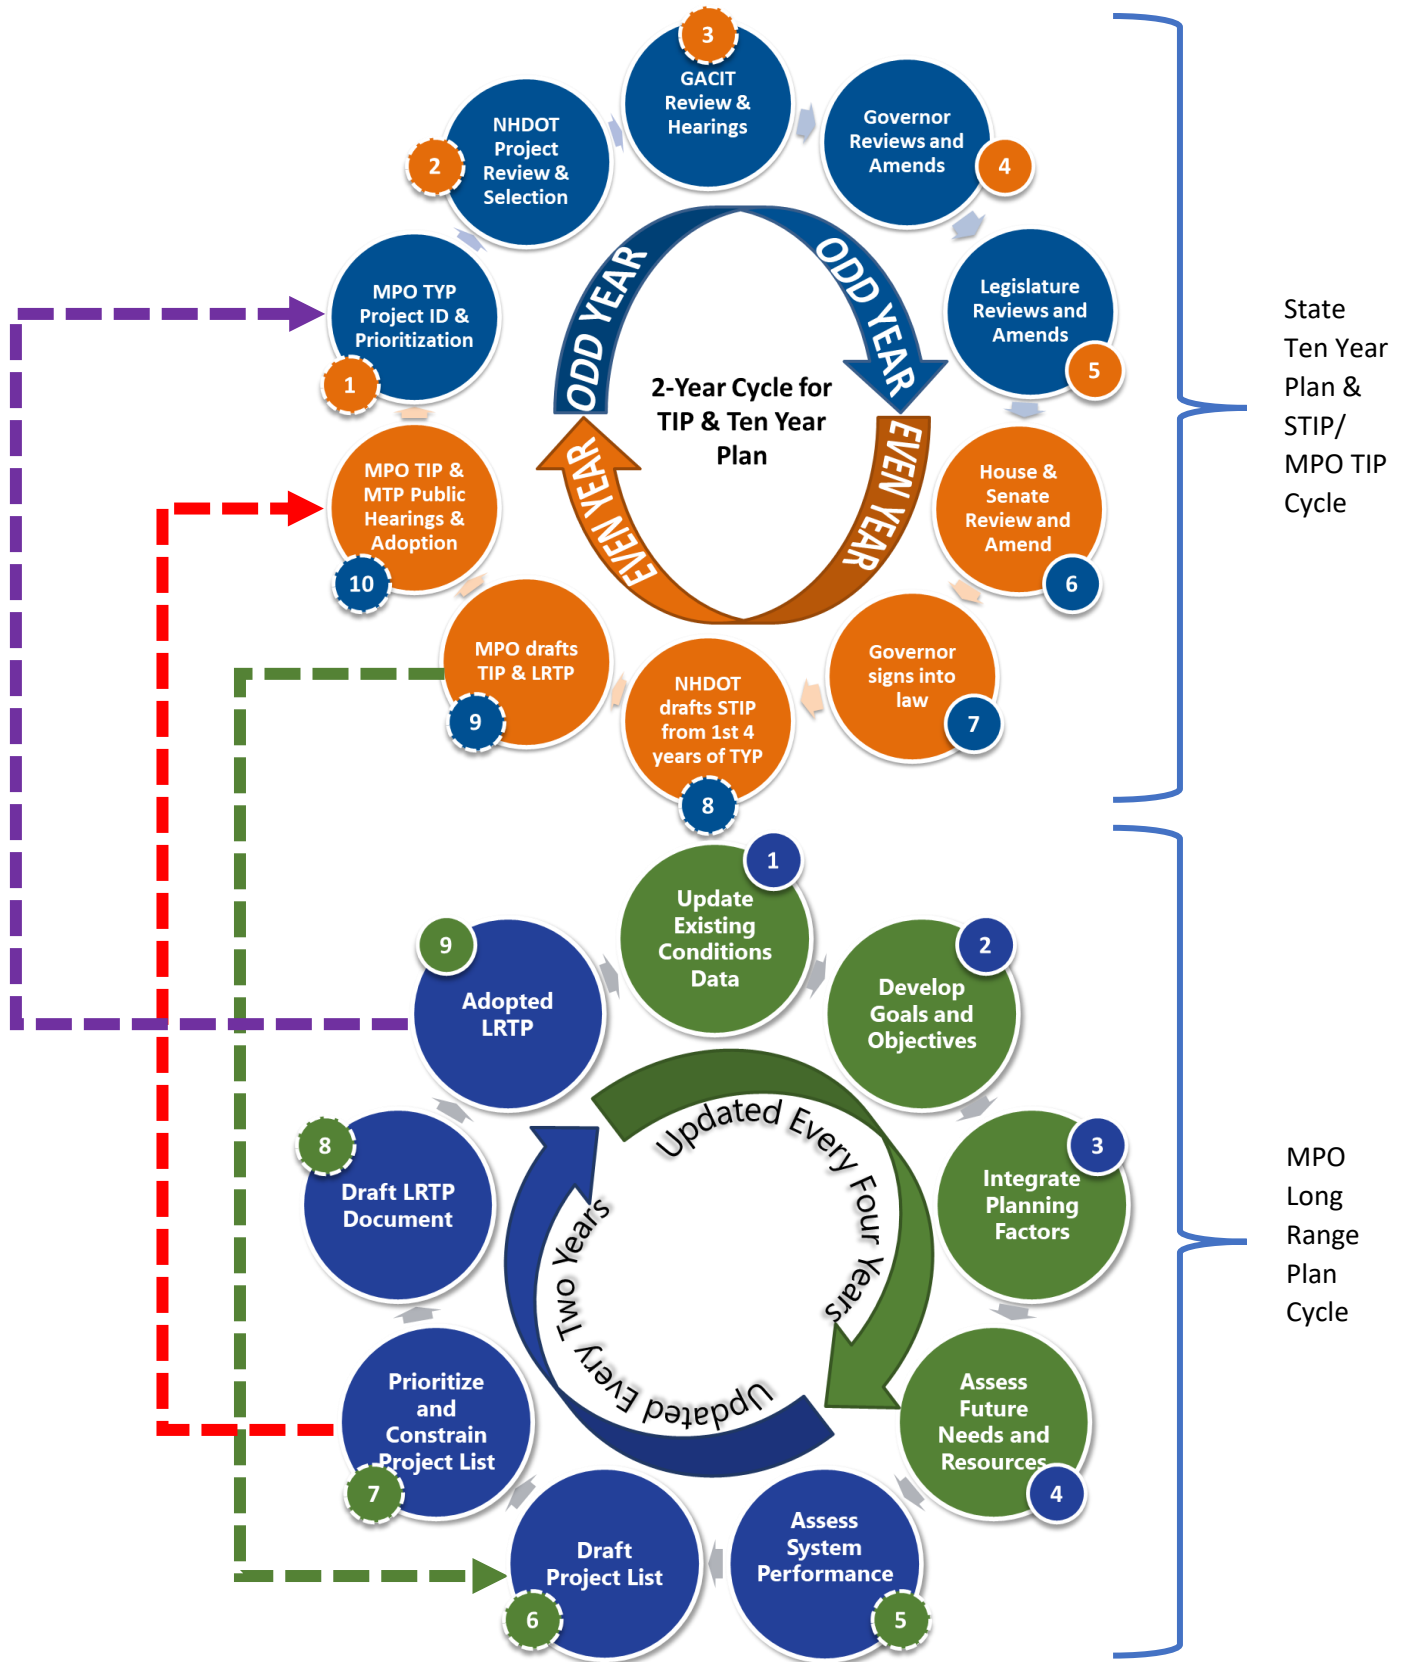 3
GACIT
Review &
Hearings
NHDOT
Project
Review &
Selection
2
Governor
Reviews and
Amends
4
MPO TYP
Project ID &
Prioritization
1
Legislature
Reviews and
Amends
5
ODD YEAR
ODD YEAR
2-Year Cycle for
TIP & Ten Year
Plan
EVEN YEAR
EVEN YEAR
MPO TIP &
MTP Public
Hearings &
Adoption
10
House &
Senate
Review and
Amend
6
MPO drafts
TIP & LRTP
9
NHDOT
drafts STIP
from 1st 4
years of TYP
8
Governor
signs into
law
7
State
Ten Year
Plan &
STIP/
MPO TIP
Cycle
1
Update
Existing
Conditions
Data
2
Develop
Goals and
Objectives
9
Adopted
LRTP
3
Integrate
Planning
Factors
8
Draft LRTP
Document
Updated Every Four Years
Updated Every Two Years
Prioritize
and
Constrain
Project List
7
Assess
Future
Needs and
Resources
4
Draft
Project List
6
Assess
System
Performance
5
MPO
Long
Range
Plan
Cycle